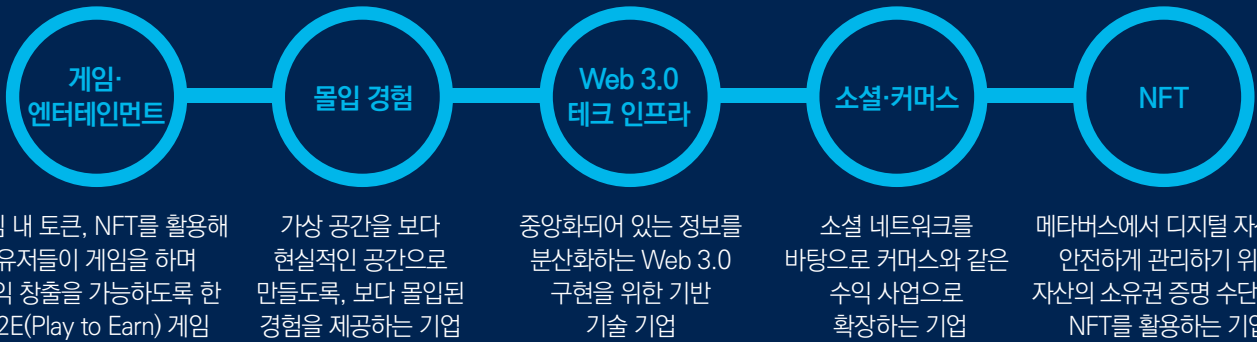 게임·
엔터테인먼트
몰입 경험
Web 3.0
테크 인프라
소셜·커머스
NFT
내 토큰, NFT를 활용해
유저들이 게임을 하며
창출을 가능하도록 한
2E(Play to Earn) 게임
가상 공간을 보다
현실적인 공간으로
만들도록, 보다 몰입된
경험을 제공하는 기업
중앙화되어 있는 정보를
분산화하는 Web 3.0
구현을 위한 기반
기술 기업
소셜 네트워크를
바탕으로 커머스와 같은
수익 사업으로
확장하는 기업
메타버스에서 디지털
안전하게 관리하기
자산의 소유권 증명 수단
NFT를 활용하는